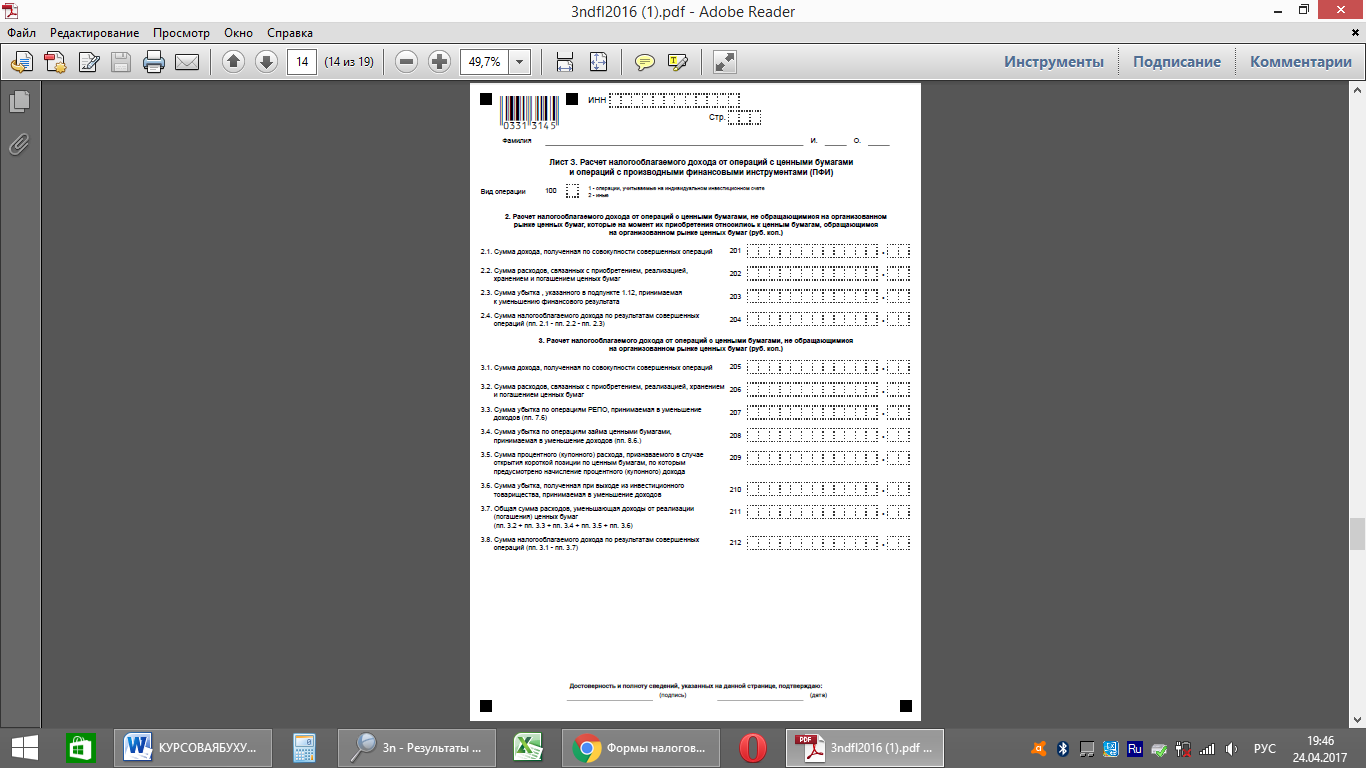 3ndfl2016 (1).pdf - Adobe Reader
Файл Редактирование Просмотр Окно Справка
14 (14 из 19) 49,7% Инструменты Подписание Комментарии
ИНН
0331 3145
Стр.
Фамилия И. О.
Лист З. Расчет налогооблагаемого дохода от операций с ценными бумагами
и операций с производными финансовыми инструментами (ПФИ)
Вид операции 100
1 - операции, учитываемые на индивидуальном инвестиционном счете
2 - иные
2. Расчет налогооблагаемого дохода от операций с ценными бумагами, не обращающимися на организованном
рынке ценных бумаг, которые на момент их приобретения относились к ценным бумагам, обращающимся
на организованном рынке ценных бумаг (руб. коп.)
2.1. Сумма дохода, полученная по совокупности совершенных операций 201
2.2. Сумма расходов, связанных с приобретением, реализацией,
хранением и погашением ценных бумаг 202
2.3. Сумма убытка , указанного в подпункте 1.12, принимаемая
к уменьшению финансового результата 203
2.4. Сумма налогооблагаемого дохода по результатам совершенных
операций (пп. 2.1 - пп. 2.2 - пп. 2.3) 204
3. Расчет налогооблагаемого дохода от операций с ценными бумагами, не обращающимися
на организованном рынке ценных бумаг (руб. коп.)
3.1. Сумма дохода, полученная по совокупности совершенных операций 205
3.2. Сумма расходов, связанных с приобретением, реализацией, хранением
и погашением ценных бумаг 206
3.3. Сумма убытка по операциям РЕПО, принимаемая в уменьшение
доходов (пп. 7.6) 207
3.4. Сумма убытка по операциям займа ценными бумагами,
принимаемая в уменьшение доходов (пп. 8.6.) 208
3.5. Сумма процентного (купонного) расхода, признаваемого в случае
открытия короткой позиции по ценным бумагам, по которым
предусмотрено начисление процентного (купонного) дохода 209
3.6. Сумма убытка, полученная при выходе из инвестиционного
товарищества, принимаемая в уменьшение доходов 210
3.7. Общая сумма расходов, уменьшающая доходы от реализации
(погашения) ценных бумаг
(пп. 3.2 + пп. 3.3 + пп. 3.4 + пп. 3.5 + пп. 3.6) 211
3.8. Сумма налогооблагаемого дохода по результатам совершенных
операций (пп. 3.1 - пп. 3.7) 212
Достоверность и полноту сведений, указанных на данной странице, подтверждаю:
(подпись) (дата)
КУРСОВАЯБУХУ... 3n - Результаты ... Формы налогов... 3ndfl2016 (1).pdf ... Ru РУС 19:46
24.04.2017